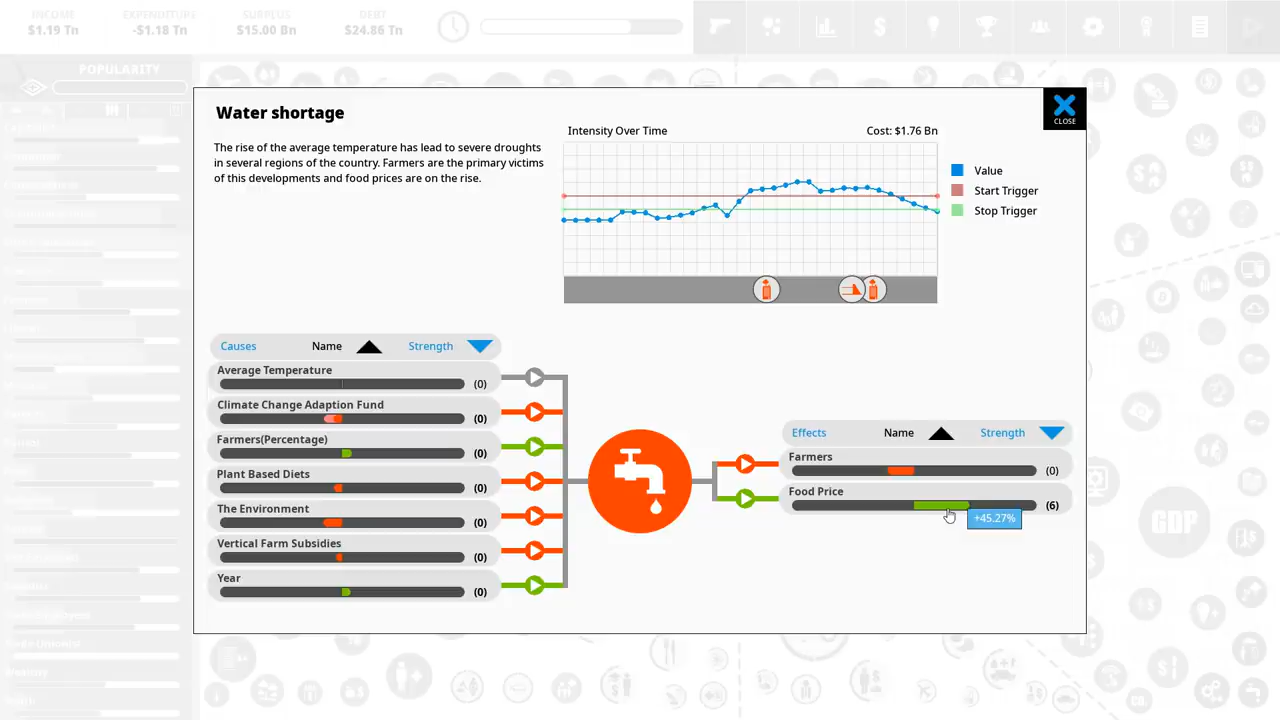 INCOME
$1.19 Tn
EXPENDITURE
-$1.18 Tn
SURPLUS
$15.00 Bn
DEBT
$24.86 Tn
POPULARITY
Water shortage
CLOSE
The rise of the average temperature has lead to severe droughts
in several regions of the country. Farmers are the primary victims
of this developments and food prices are on the rise.
Intensity Over Time
Cost: $1.76 Bn
Value
Start Trigger
Stop Trigger
Causes Name Strength
Average Temperature
(0)
Climate Change Adaption Fund
(0)
Farmers(Percentage)
(0)
Plant Based Diets
(0)
The Environment
(0)
Vertical Farm Subsidies
(0)
Year
(0)
Effects Name Strength
Farmers
(0)
Food Price
(6)
+45.27%
GDP